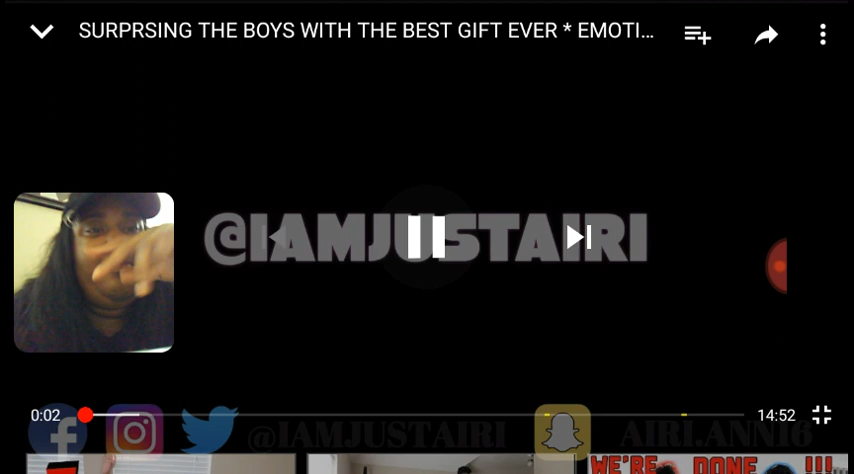 SURPRSING THE BOYS WITH THE BEST GIFT EVER * EMOTI...
@IAMJUSTAIRI
0:02
14:52
@IAMJUSTAIRI AIRI.ANN16
WE'RE DONE !!!